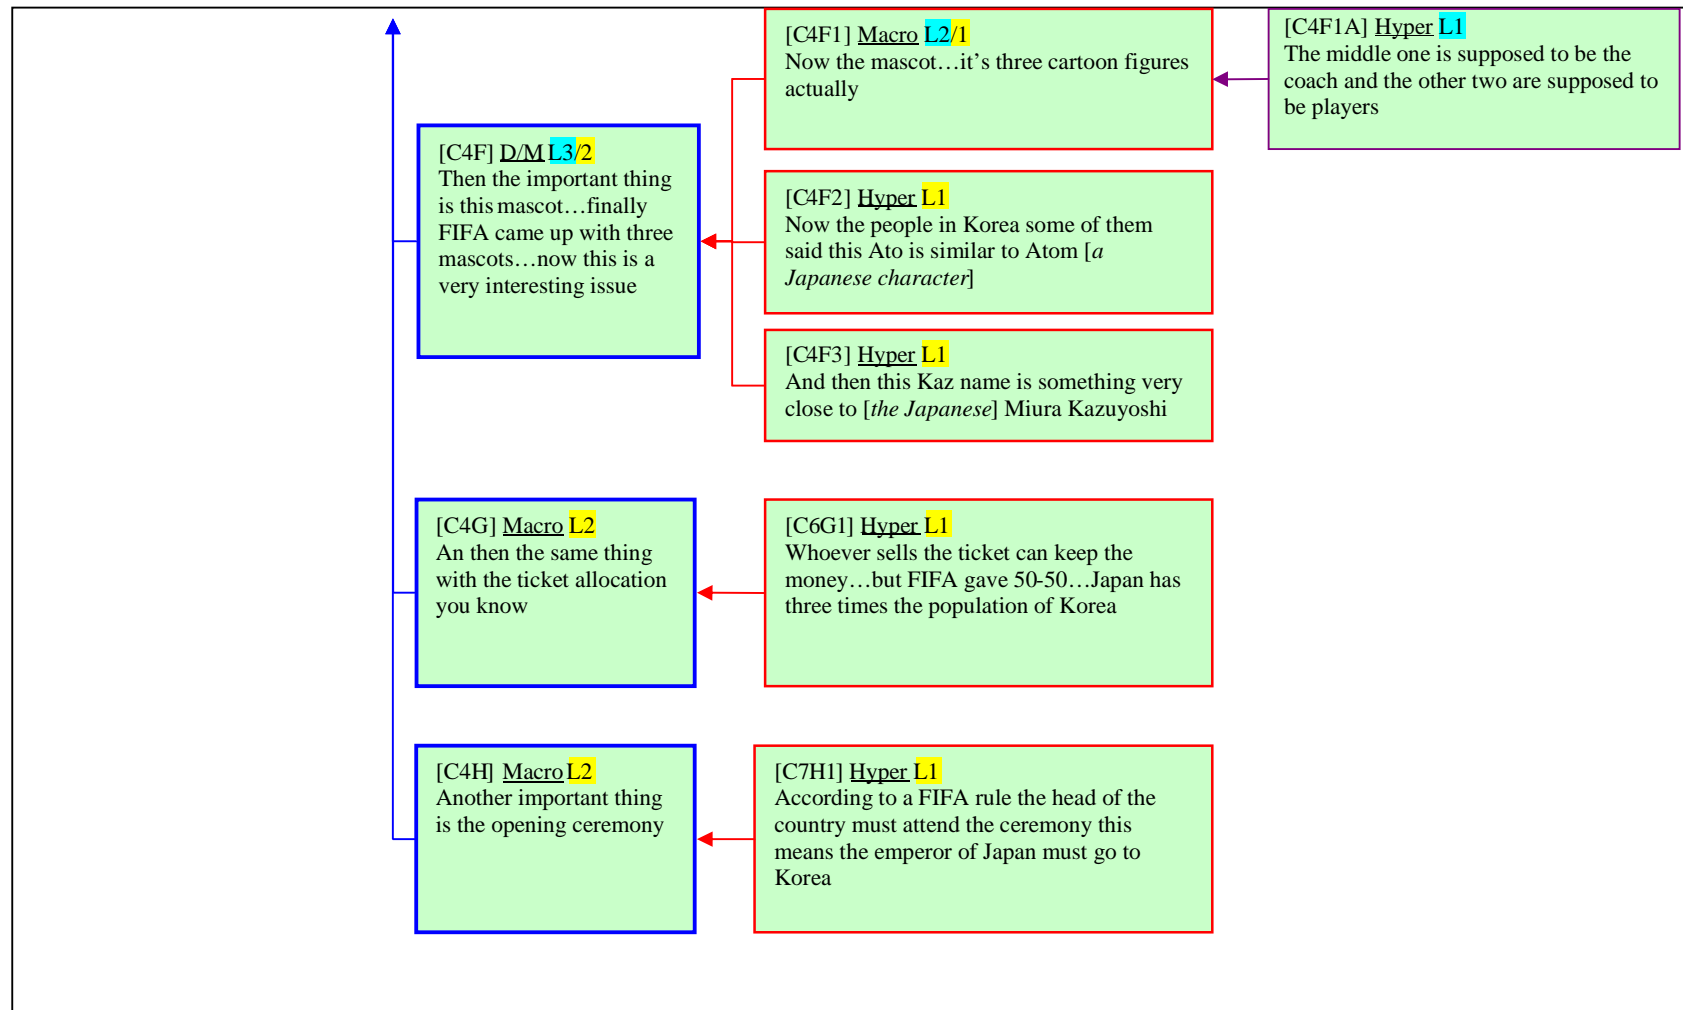 [C4F1] Macro L2/1
Now the mascot…it’s three cartoon figures
actually
[C4F1A] Hyper L1
The middle one is supposed to be the
coach and the other two are supposed to
be players
[C4F] D/M L3/2
Then the important thing
is this mascot…finally
FIFA came up with three
mascots…now this is a
very interesting issue
[C4F2] Hyper L1
Now the people in Korea some of them
said this Ato is similar to Atom [a
Japanese character]
[C4F3] Hyper L1
And then this Kaz name is something very
close to [the Japanese] Miura Kazuyoshi
[C4G] Macro L2
An then the same thing
with the ticket allocation
you know
[C6G1] Hyper L1
Whoever sells the ticket can keep the
money…but FIFA gave 50-50…Japan has
three times the population of Korea
[C4H] Macro L2
Another important thing
is the opening ceremony
[C7H1] Hyper L1
According to a FIFA rule the head of the
country must attend the ceremony this
means the emperor of Japan must go to
Korea